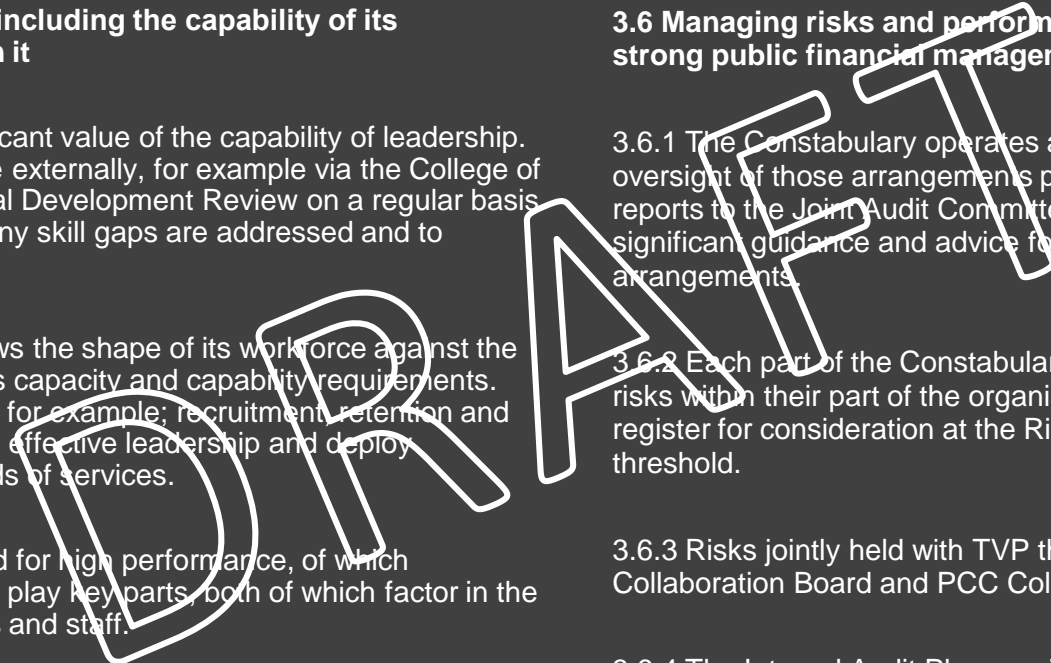 including the capability of its
it
cant value of the capability of leadership.
externally, for example via the College of
al Development Review on a regular basis
ny skill gaps are addressed and to
ws the shape of its workforce against the
s capacity and capability requirements.
for example; recruitment, retention and
effective leadership and deploy
ds of services.
d for high performance, of which
play key parts, both of which factor in the
s and staff.
3.6 Managing risks and perform
strong public financial manager
3.6.1 The Constabulary operates a
oversight of those arrangements p
reports to the Joint Audit Committe
significant guidance and advice fo
arrangements.
3.6.2 Each part of the Constabular
risks within their part of the organi
register for consideration at the Ri
threshold.
3.6.3 Risks jointly held with TVP th
Collaboration Board and PCC Col
DRAFT